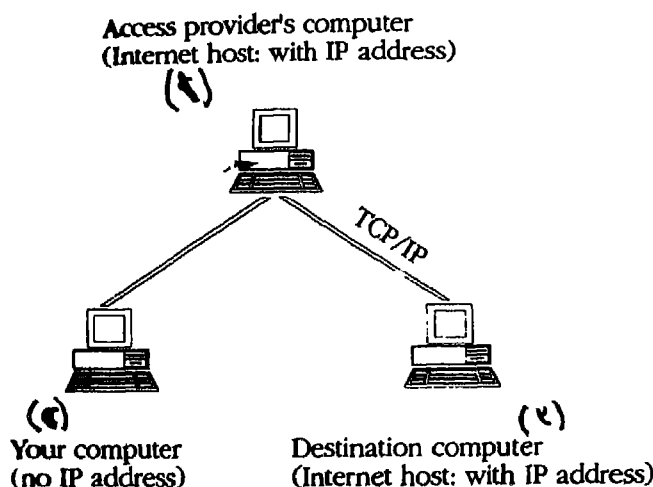 Access provider's computer
(Internet host: with IP address)
TCP/IP
Your computer
(no IP address)
Destination computer
(Internet host: with IP address)